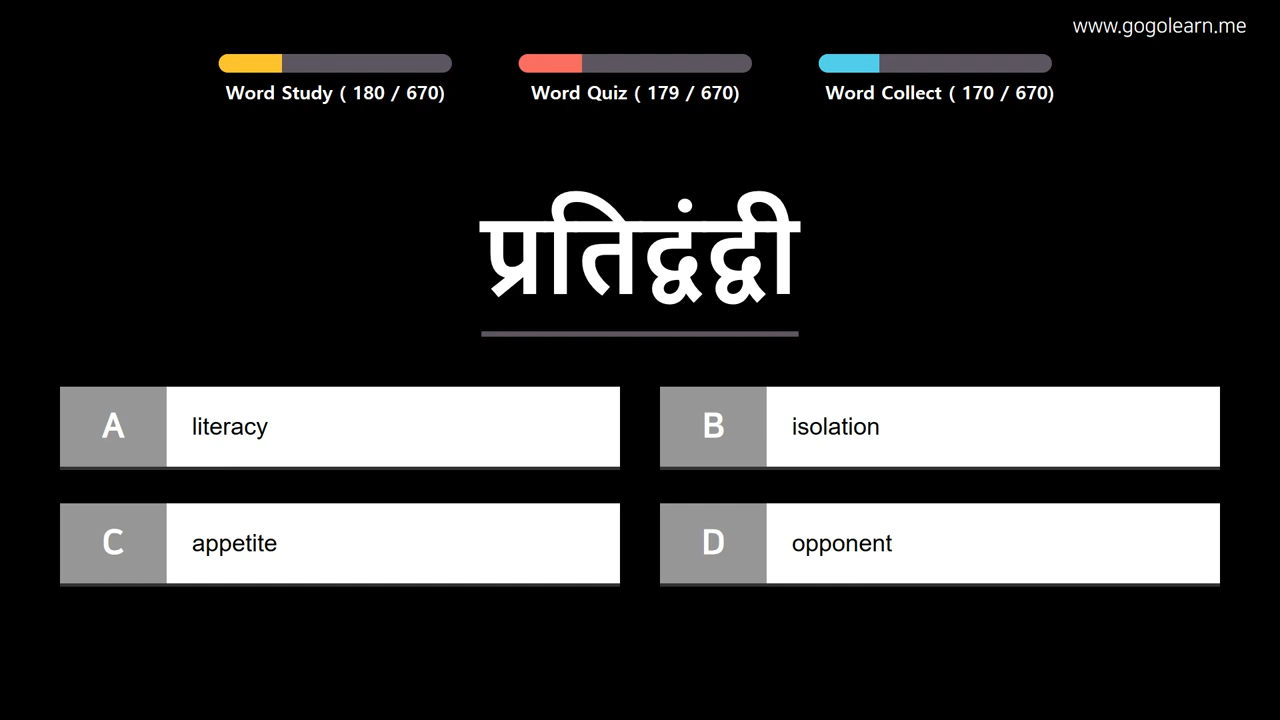 www.gogolearn.me
Word Study ( 180 / 670)
Word Quiz ( 179 / 670)
Word Collect ( 170 / 670)
प्रतिद्वंद्वी
A literacy
B isolation
C appetite
D opponent